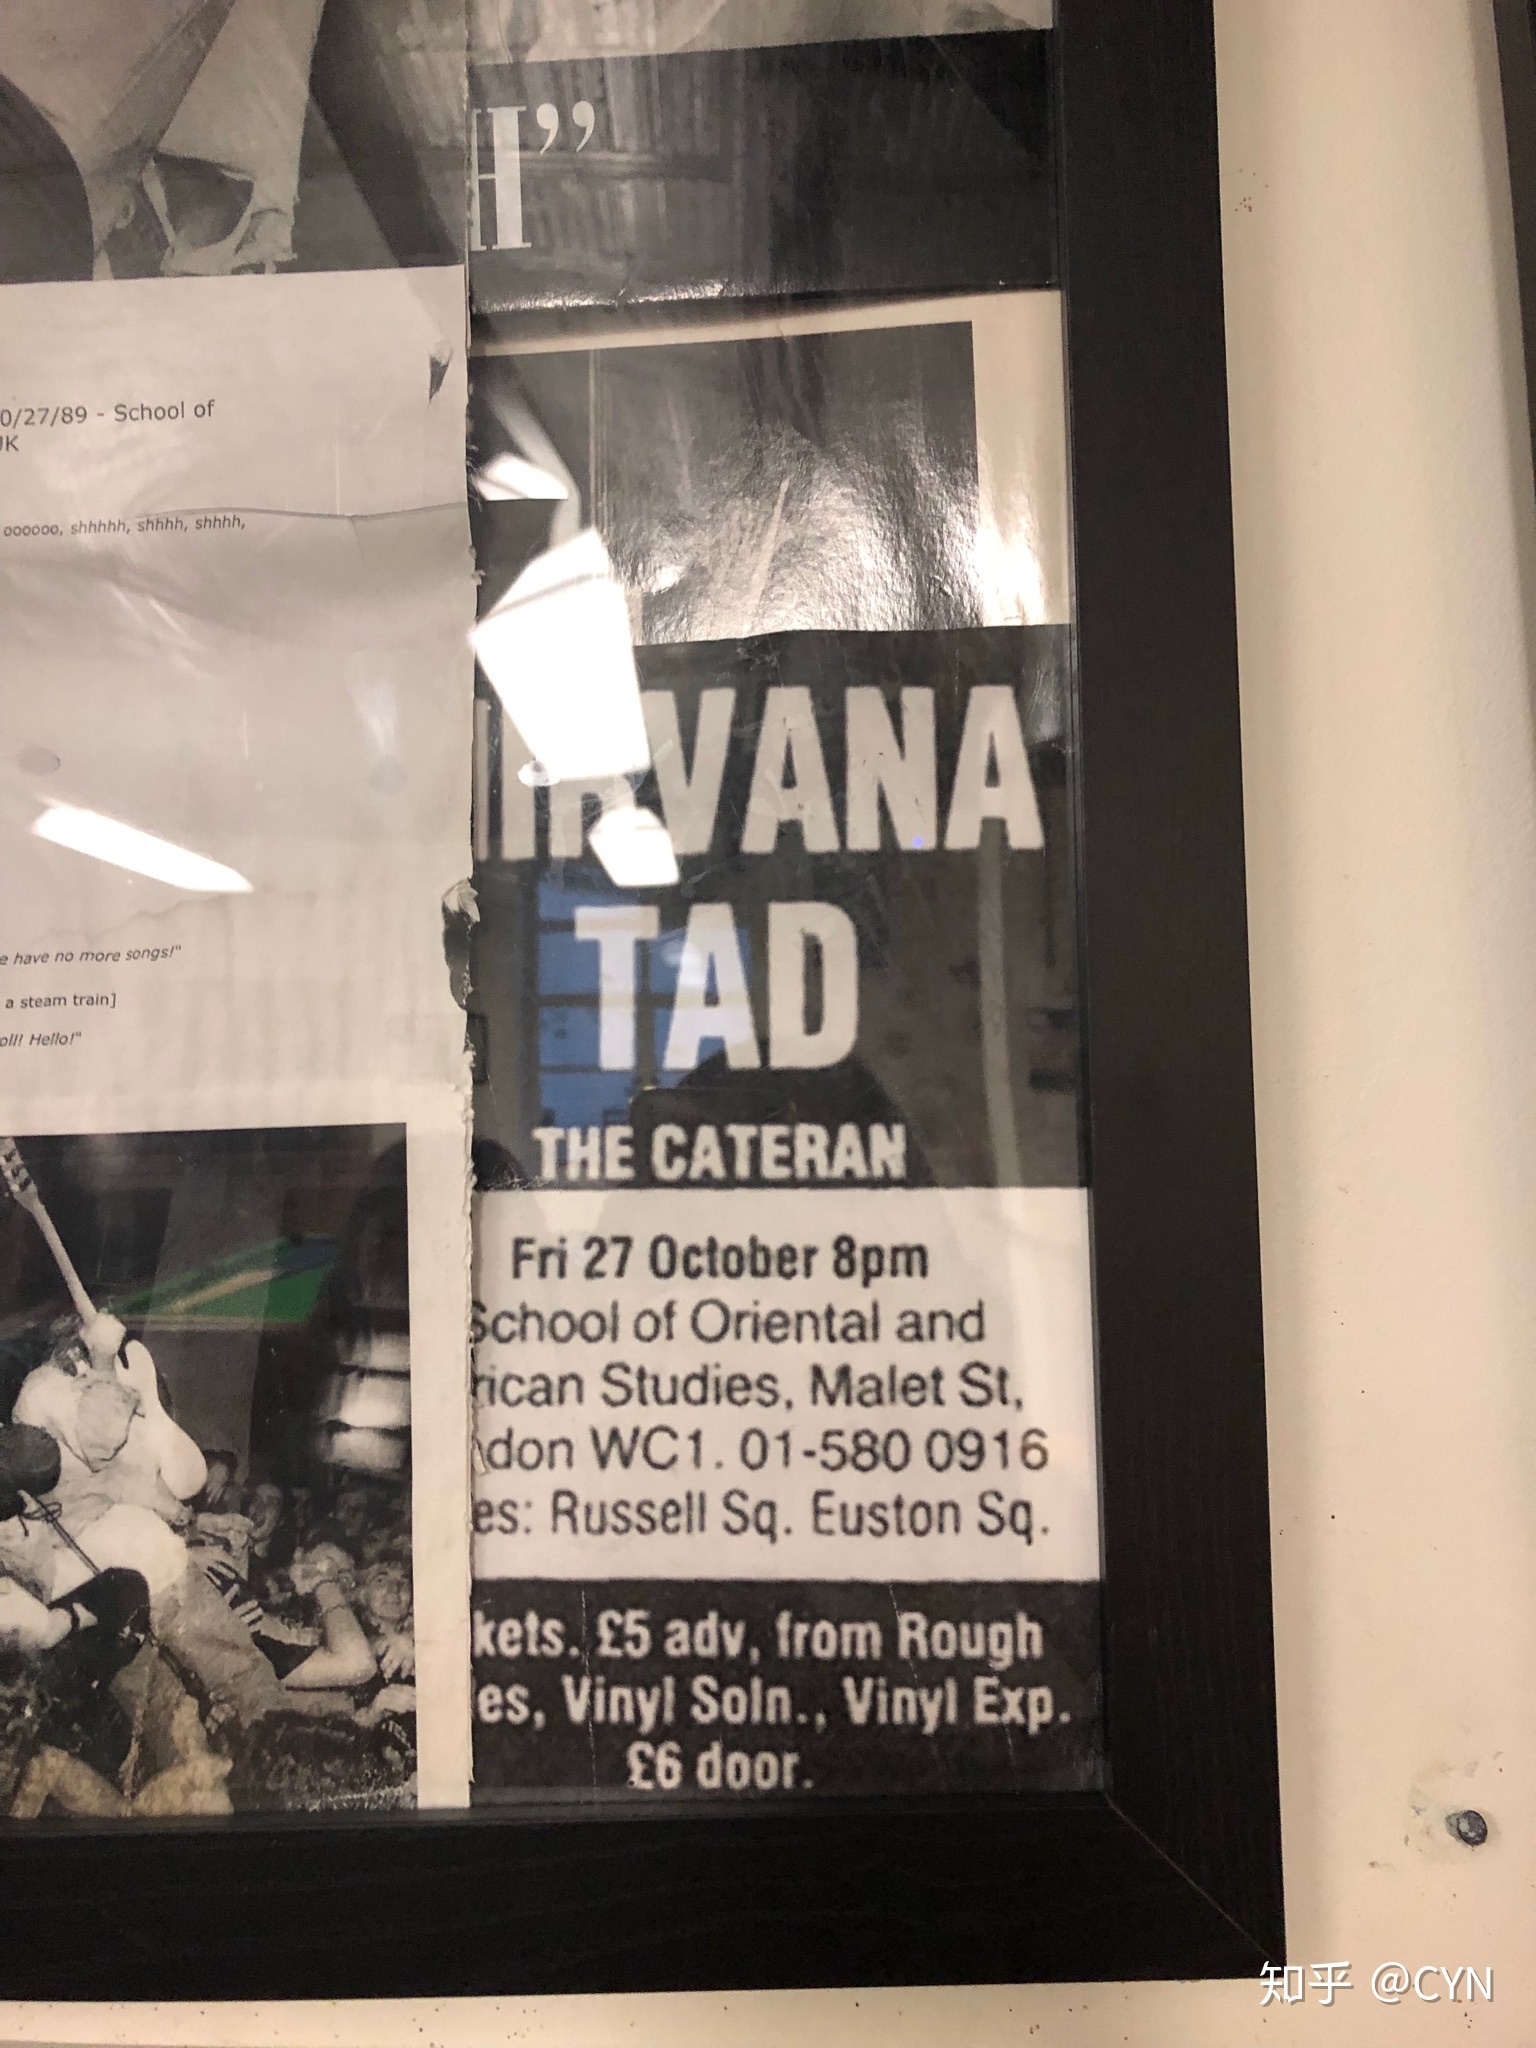 H”
0/27/89 - School of
UK
oooooo, shhhhh, shhhh, shhhh,
e have no more songs!"
a steam train]
oll! Hello!"
NIRVANA
TAD
THE CATERAN
Fri 27 October 8pm
School of Oriental and
rican Studies, Malet St,
ndon WC1. 01-580 0916
es: Russell Sq. Euston Sq.
kets. £5 adv, from Rough
es, Vinyl Soln., Vinyl Exp.
£6 door.
知乎 @CYN